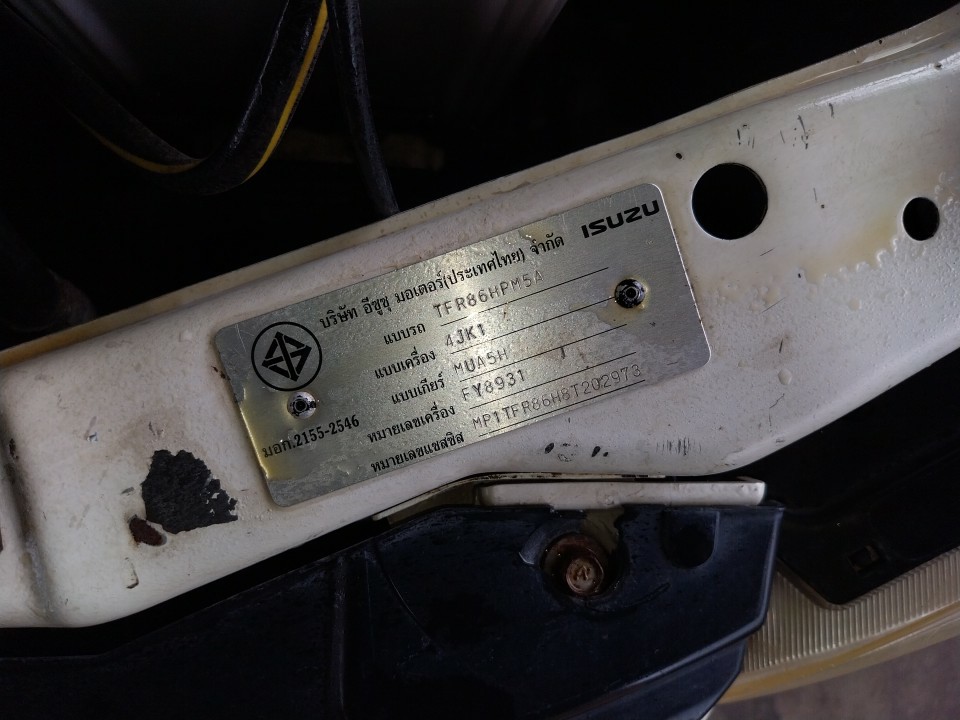 ISUZU
บริษัท อีซูซุ มอเตอร์(ประเทศไทย) จำกัด
แบบรถ TFR86HPM5A
แบบเครื่อง 4JK1
แบบเกียร์ MUA5H
หมายเลขเครื่อง FY8931
หมายเลขแชสซิส MP1TFR86H8T202973
มอก.2155-2546